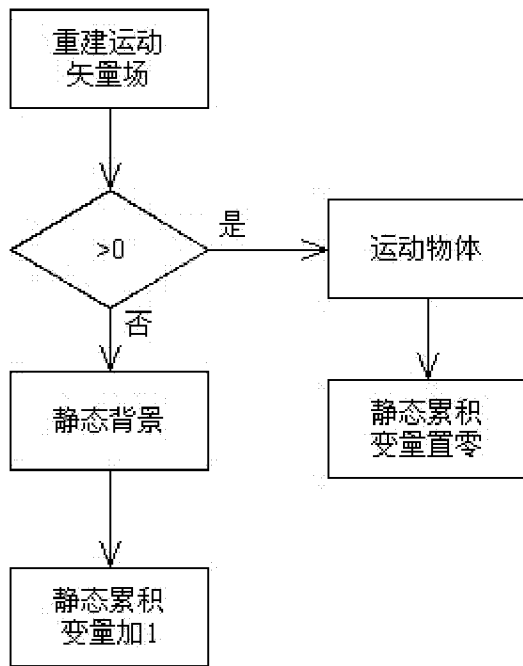 重建运动
矢量场
>0
是
运动物体
否
静态背景
静态累积
变量置零
静态累积
变量加1